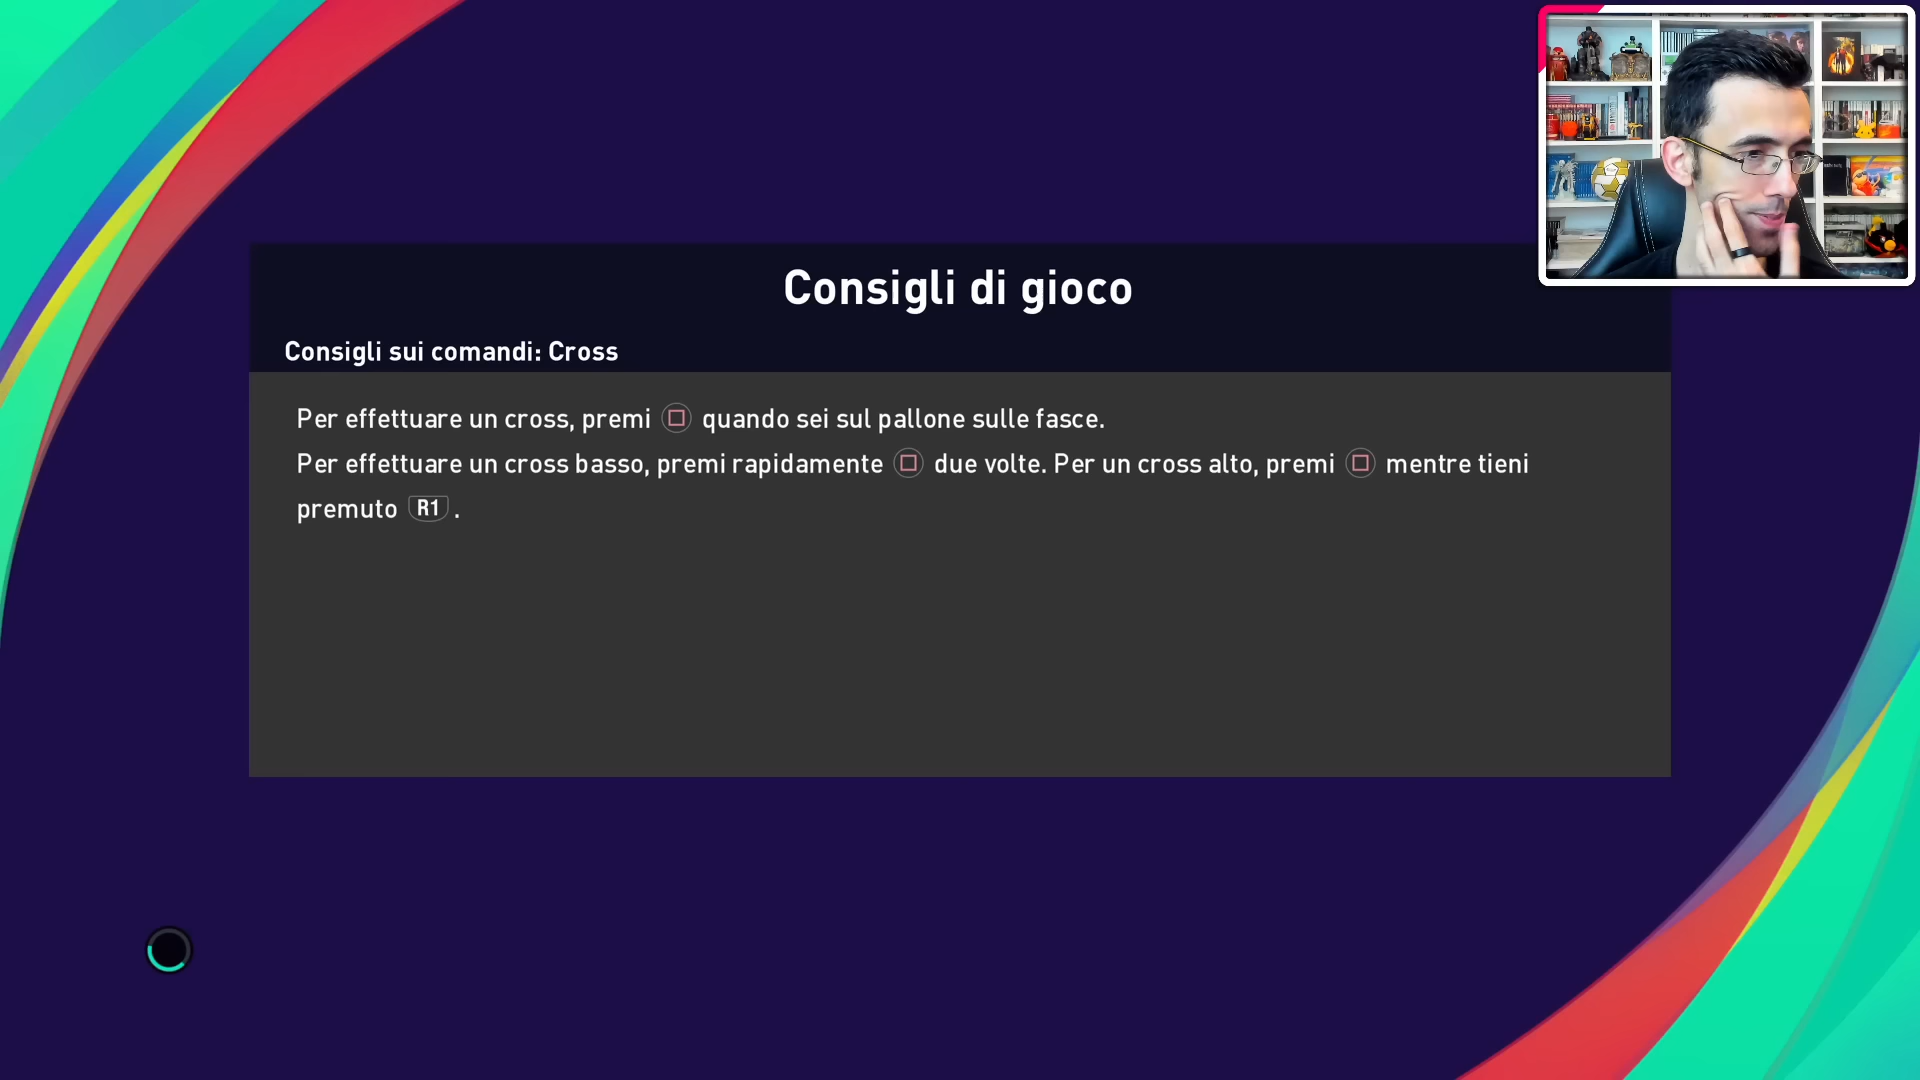 Consigli di gioco
Consigli sui comandi: Cross
Per effettuare un cross, premi quando sei sul pallone sulle fasce.
Per effettuare un cross basso, premi rapidamente due volte. Per un cross alto, premi mentre tieni
premuto R1 .